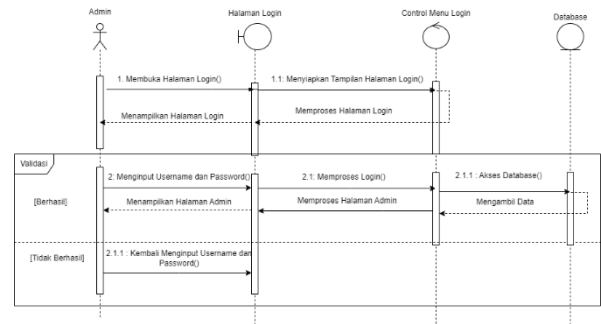 Admin
Halaman Login
Control Menu Login
Database
1. Membuka Halaman Login()
1.1: Menyiapkan Tampilan Halaman Login()
Menampilkan Halaman Login
Memproses Halaman Login
Validasi
2: Menginput Username dan Password()
2.1: Memproses Login()
2.1.1 : Akses Database()
[Berhasil]
Menampilkan Halaman Admin
Memproses Halaman Admin
Mengambil Data
[Tidak Berhasil]
2.1.1 : Kembali Menginput Username dan
Password()